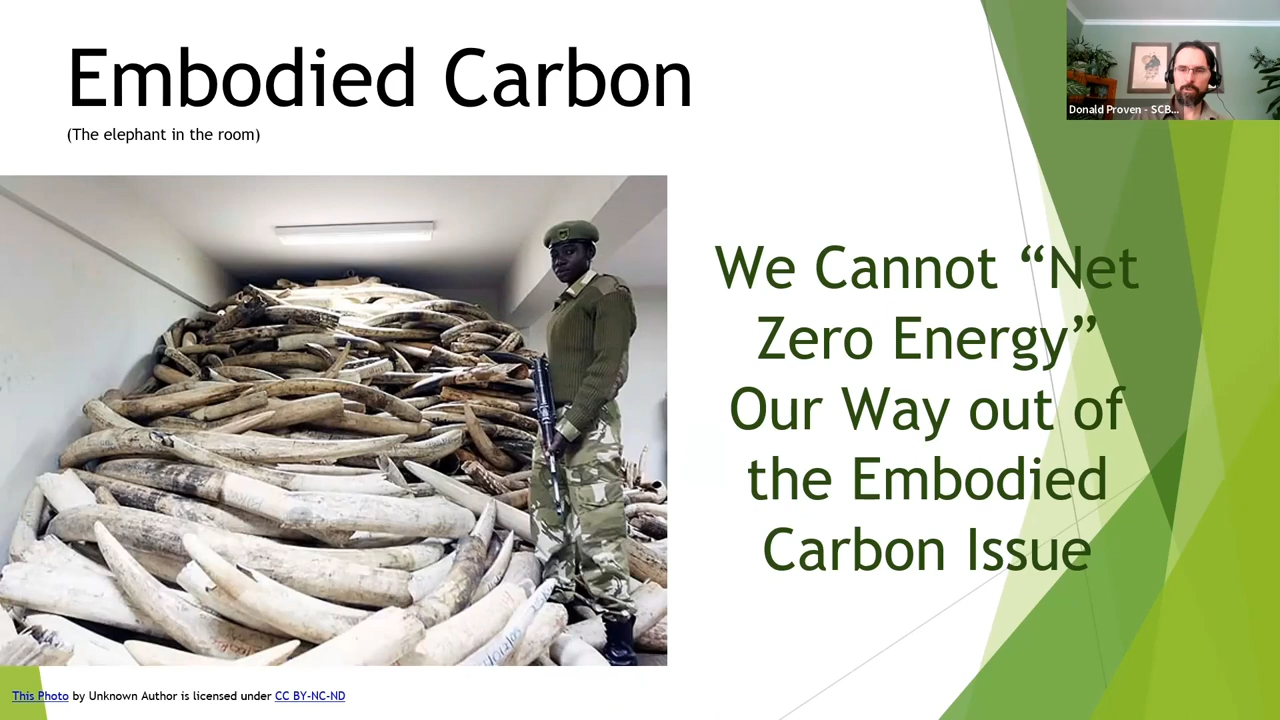 Embodied Carbon
(The elephant in the room)
Donald Proven - SCB...
We Cannot “Net
Zero Energy”
Our Way out of
the Embodied
Carbon Issue
This Photo by Unknown Author is licensed under CC BY-NC-ND